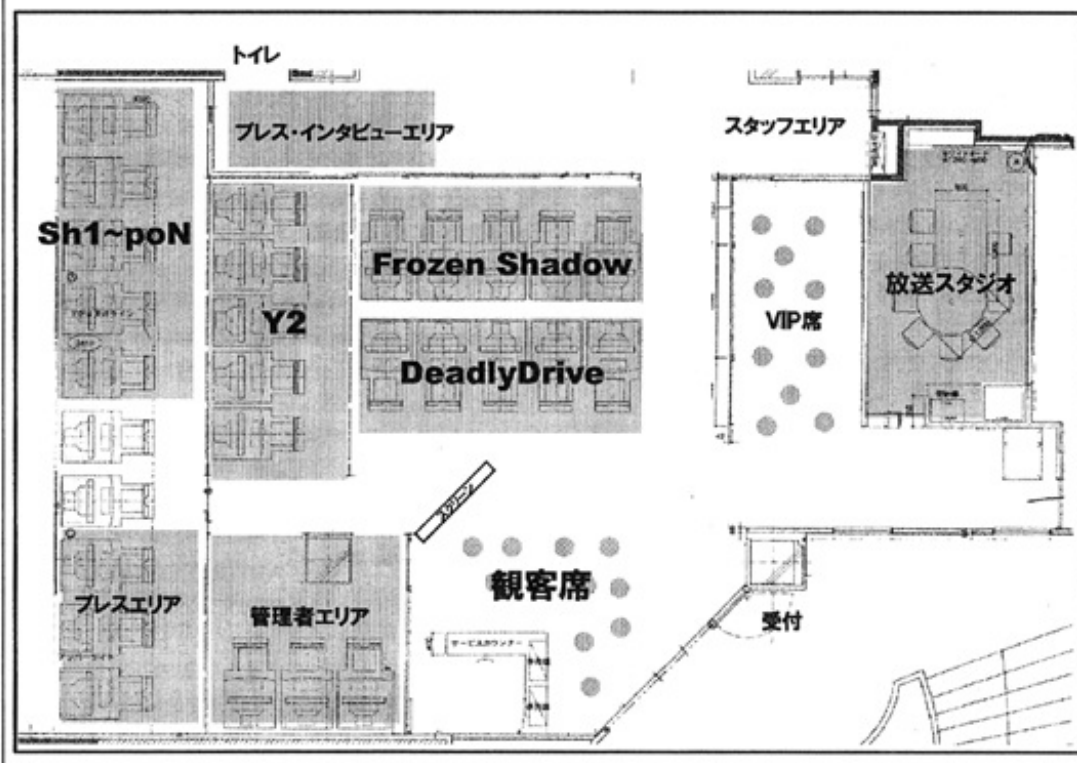 トイレ
プレス・インタビューエリア
スタッフエリア
Sh1~poN
Frozen Shadow
放送スタジオ
Y2
VIP席
DeadlyDrive
スクリーン
観客席
プレスエリア
管理者エリア
受付
サービスカウンター